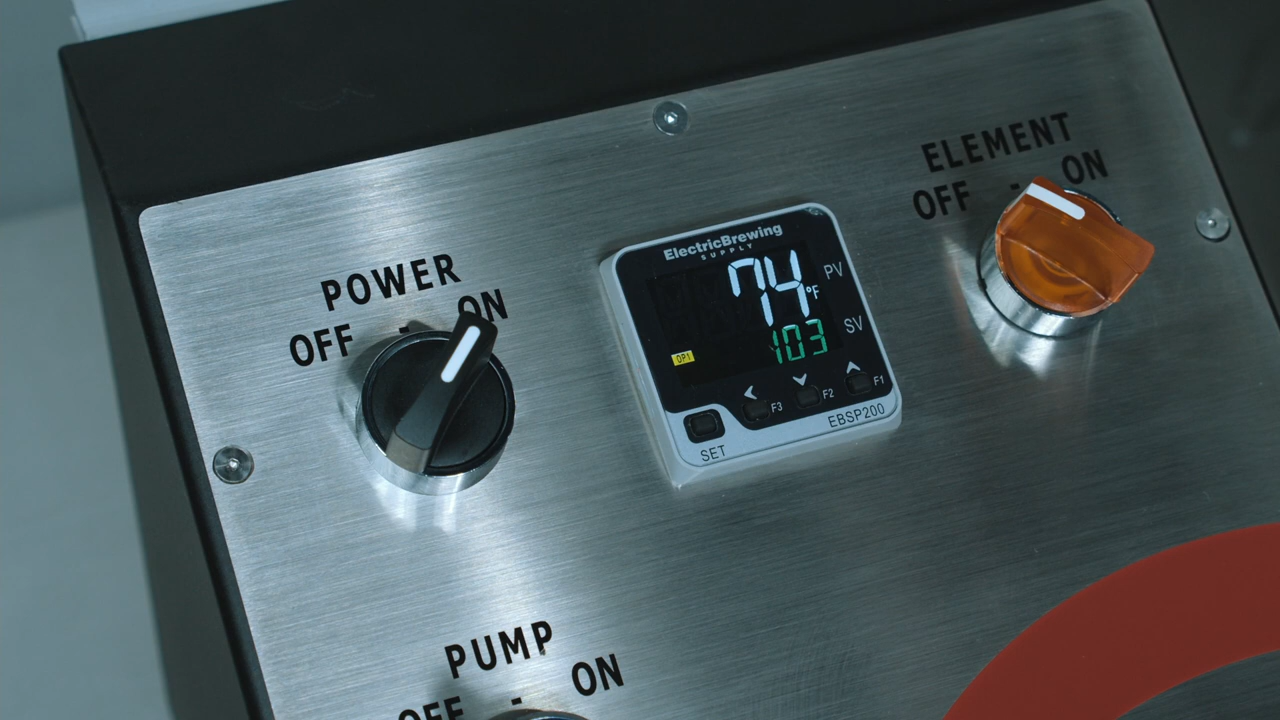 POWER
OFF - ON
ElectricBrewing
SUPPLY
74 °F PV
103 SV
OP1
F3 F2 F1
SET
EBSP200
ELEMENT
OFF - ON
PUMP
OFF - ON